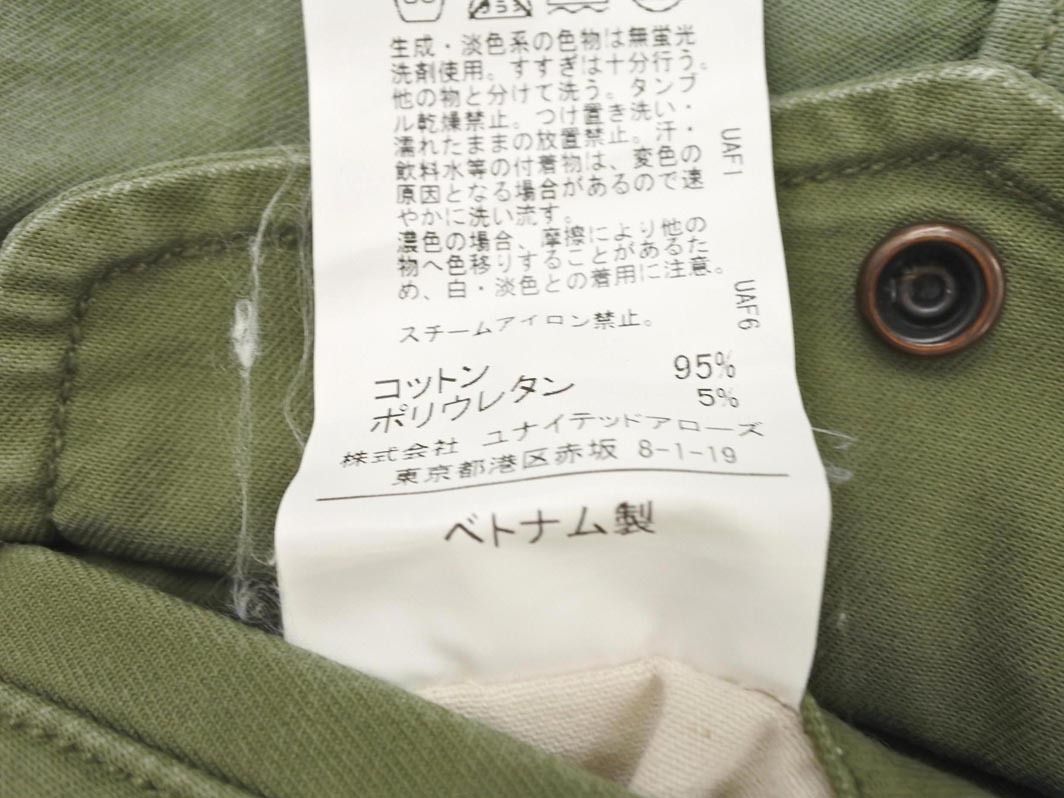 生成・淡色系の色物は無蛍光
洗剤使用。すすぎは十分行う。
他の物と分けて洗う。タンブ
ル乾燥禁止。つけ置き洗い・
濡れたままの放置禁止。汗・
飲料水等の付着物は、変色の
原因となる場合があるので速
やかに洗い流す。
濃色の場合、摩擦により他の
物へ色移りすることがあるた
め、白・淡色との着用に注意。
スチームアイロン禁止。
UAF1
UAF6
コットン 95%
ポリウレタン 5%
株式会社 ユナイテッドアローズ
東京都港区赤坂 8-1-19
ベトナム製